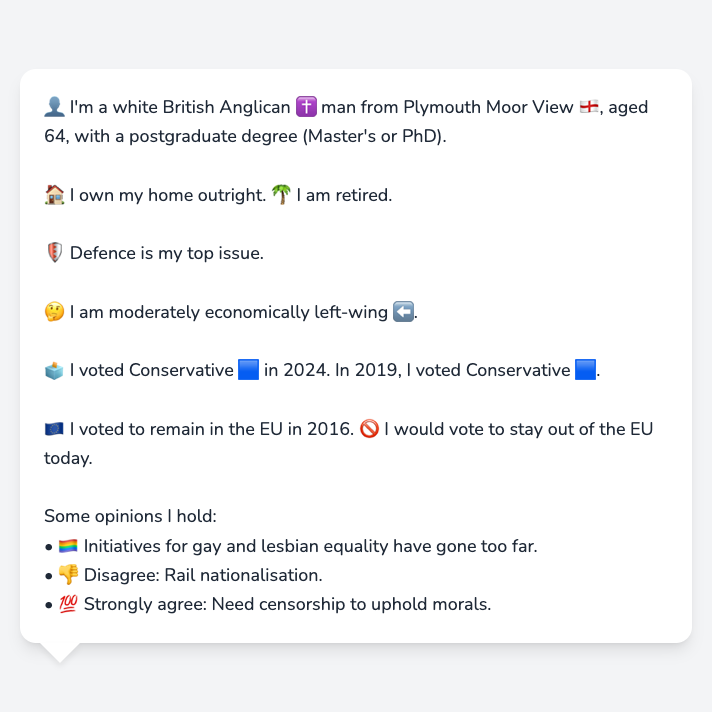 👤 I'm a white British Anglican ✝️ man from Plymouth Moor View 🏴󠁧󠁢󠁥󠁮󠁧󠁿, aged
64, with a postgraduate degree (Master's or PhD).
🏠 I own my home outright. 🌴 I am retired.
🛡️ Defence is my top issue.
🤔 I am moderately economically left-wing ⬅️.
🗳️ I voted Conservative 🟦 in 2024. In 2019, I voted Conservative 🟦.
🇪🇺 I voted to remain in the EU in 2016. 🚫 I would vote to stay out of the EU
today.
Some opinions I hold:
• 🏳️‍🌈 Initiatives for gay and lesbian equality have gone too far.
• 👎 Disagree: Rail nationalisation.
• 💯 Strongly agree: Need censorship to uphold morals.